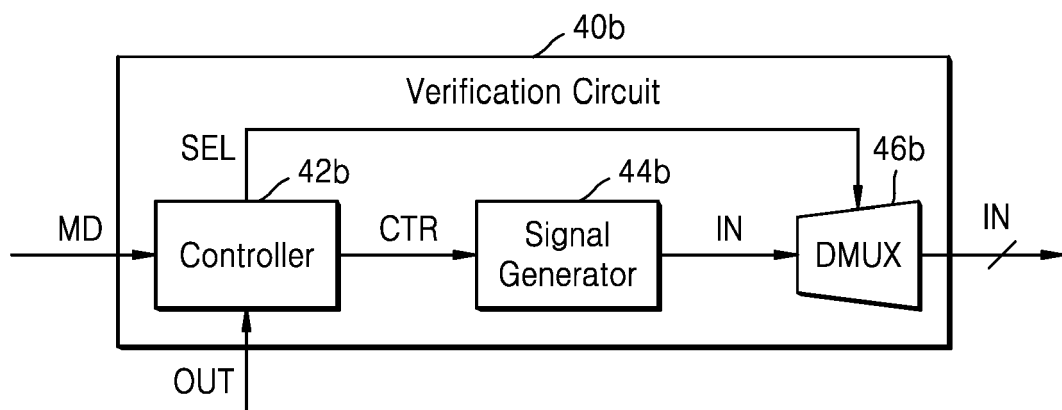 40b
Verification Circuit
SEL
42b
44b
46b
MD
Controller
CTR
Signal
Generator
IN
DMUX
IN
OUT